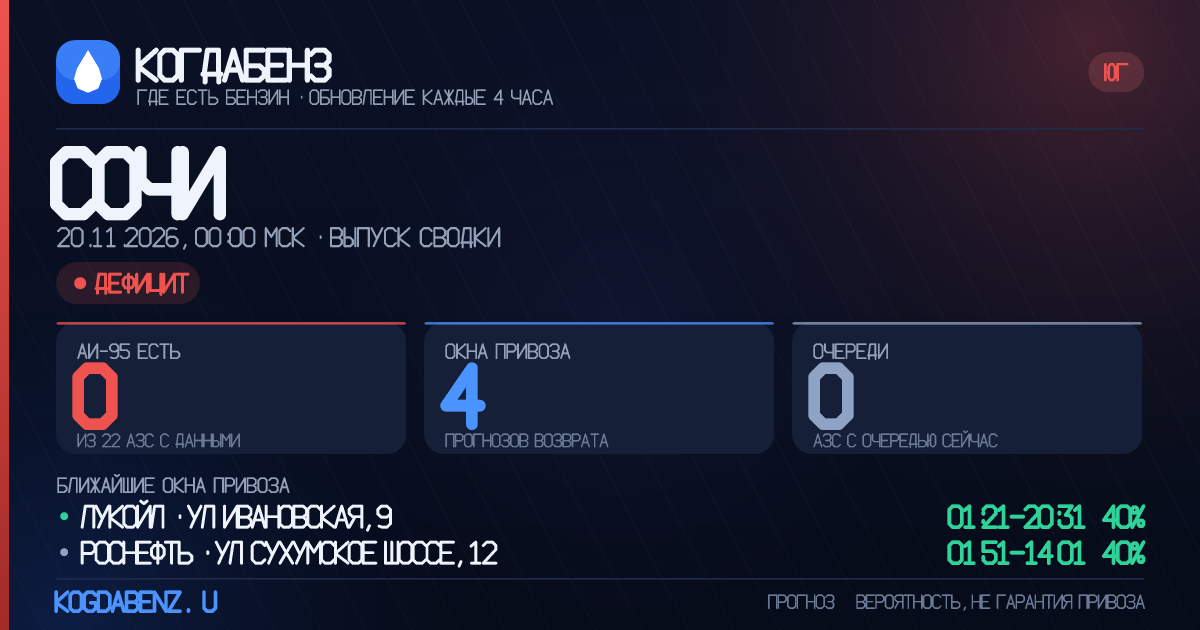 КОГДАБЕНЗ
ГДЕ ЕСТЬ БЕНЗИН · ОБНОВЛЕНИЕ КАЖДЫЕ 4 ЧАСА
ЮГ
СОЧИ
20.11.2026, 00:00 МСК · ВЫПУСК СВОДКИ
ДЕФИЦИТ
АИ-95 ЕСТЬ
0
ИЗ 22 АЗС С ДАННЫМИ
ОКНА ПРИВОЗА
4
ПРОГНОЗОВ ВОЗВРАТА
ОЧЕРЕДИ
0
АЗС С ОЧЕРЕДЬЮ СЕЙЧАС
БЛИЖАЙШИЕ ОКНА ПРИВОЗА
• ЛУКОЙЛ · УЛ ИВАНОВСКАЯ, 9 01:21–20:31 40%
• РОСНЕФТЬ · УЛ СУХУМСКОЕ ШОССЕ, 12 01:51–14:01 40%
KOGDABENZ. U
ПРОГНОЗ ВЕРОЯТНОСТЬ, НЕ ГАРАНТИЯ ПРИВОЗА